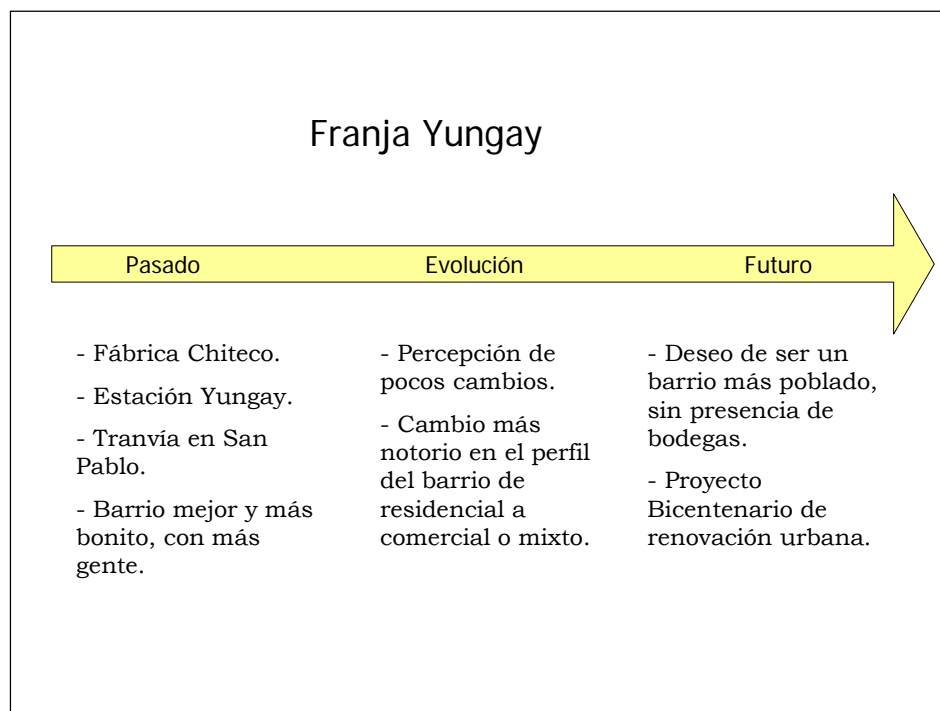 Franja Yungay
Pasado
Evolución
Futuro
- Fábrica Chiteco.
- Estación Yungay.
- Tranvía en San
Pablo.
- Barrio mejor y más
bonito, con más
gente.
- Percepción de
pocos cambios.
- Cambio más
notorio en el perfil
del barrio de
residencial a
comercial o mixto.
- Deseo de ser un
barrio más poblado,
sin presencia de
bodegas.
- Proyecto
Bicentenario de
renovación urbana.